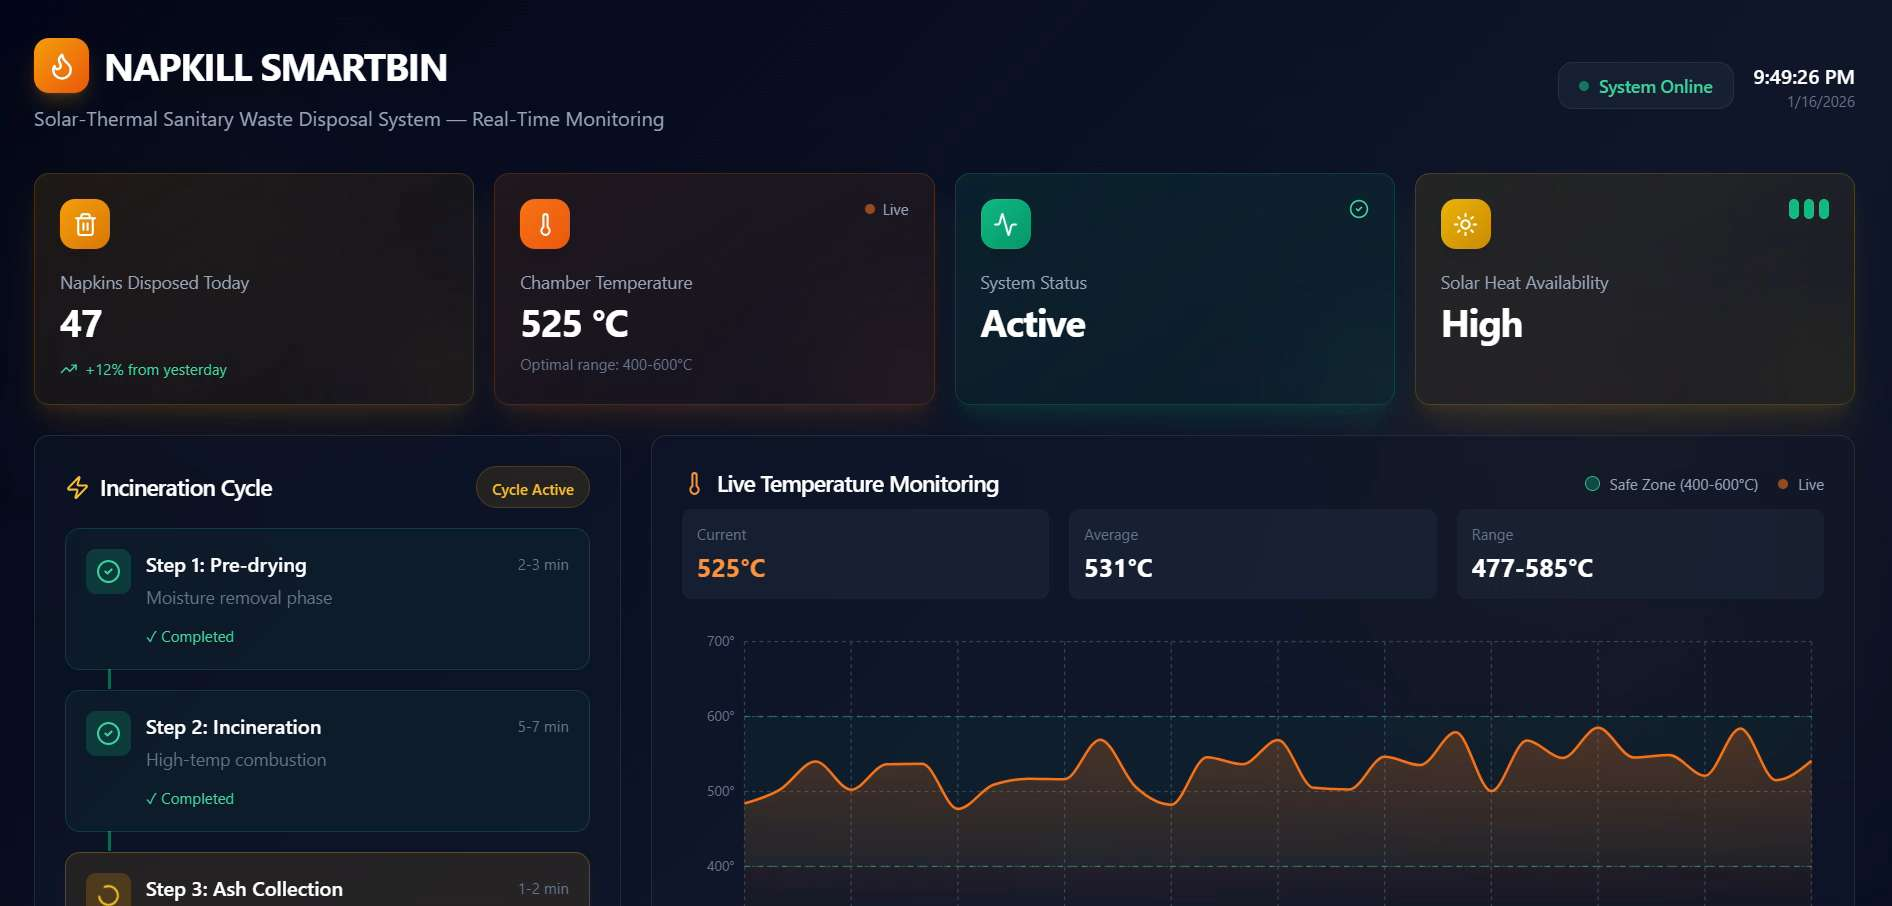 NAPKILL SMARTBIN
Solar-Thermal Sanitary Waste Disposal System — Real-Time Monitoring
System Online
9:49:26 PM
1/16/2026
Napkins Disposed Today
47
+12% from yesterday
Live
Chamber Temperature
525 °C
Optimal range: 400-600°C
System Status
Active
Solar Heat Availability
High
Incineration Cycle
Cycle Active
Step 1: Pre-drying
2-3 min
Moisture removal phase
✓ Completed
Step 2: Incineration
5-7 min
High-temp combustion
✓ Completed
Step 3: Ash Collection
1-2 min
Live Temperature Monitoring
Safe Zone (400-600°C)
Live
Current
525°C
Average
531°C
Range
477-585°C
700°
600°
500°
400°